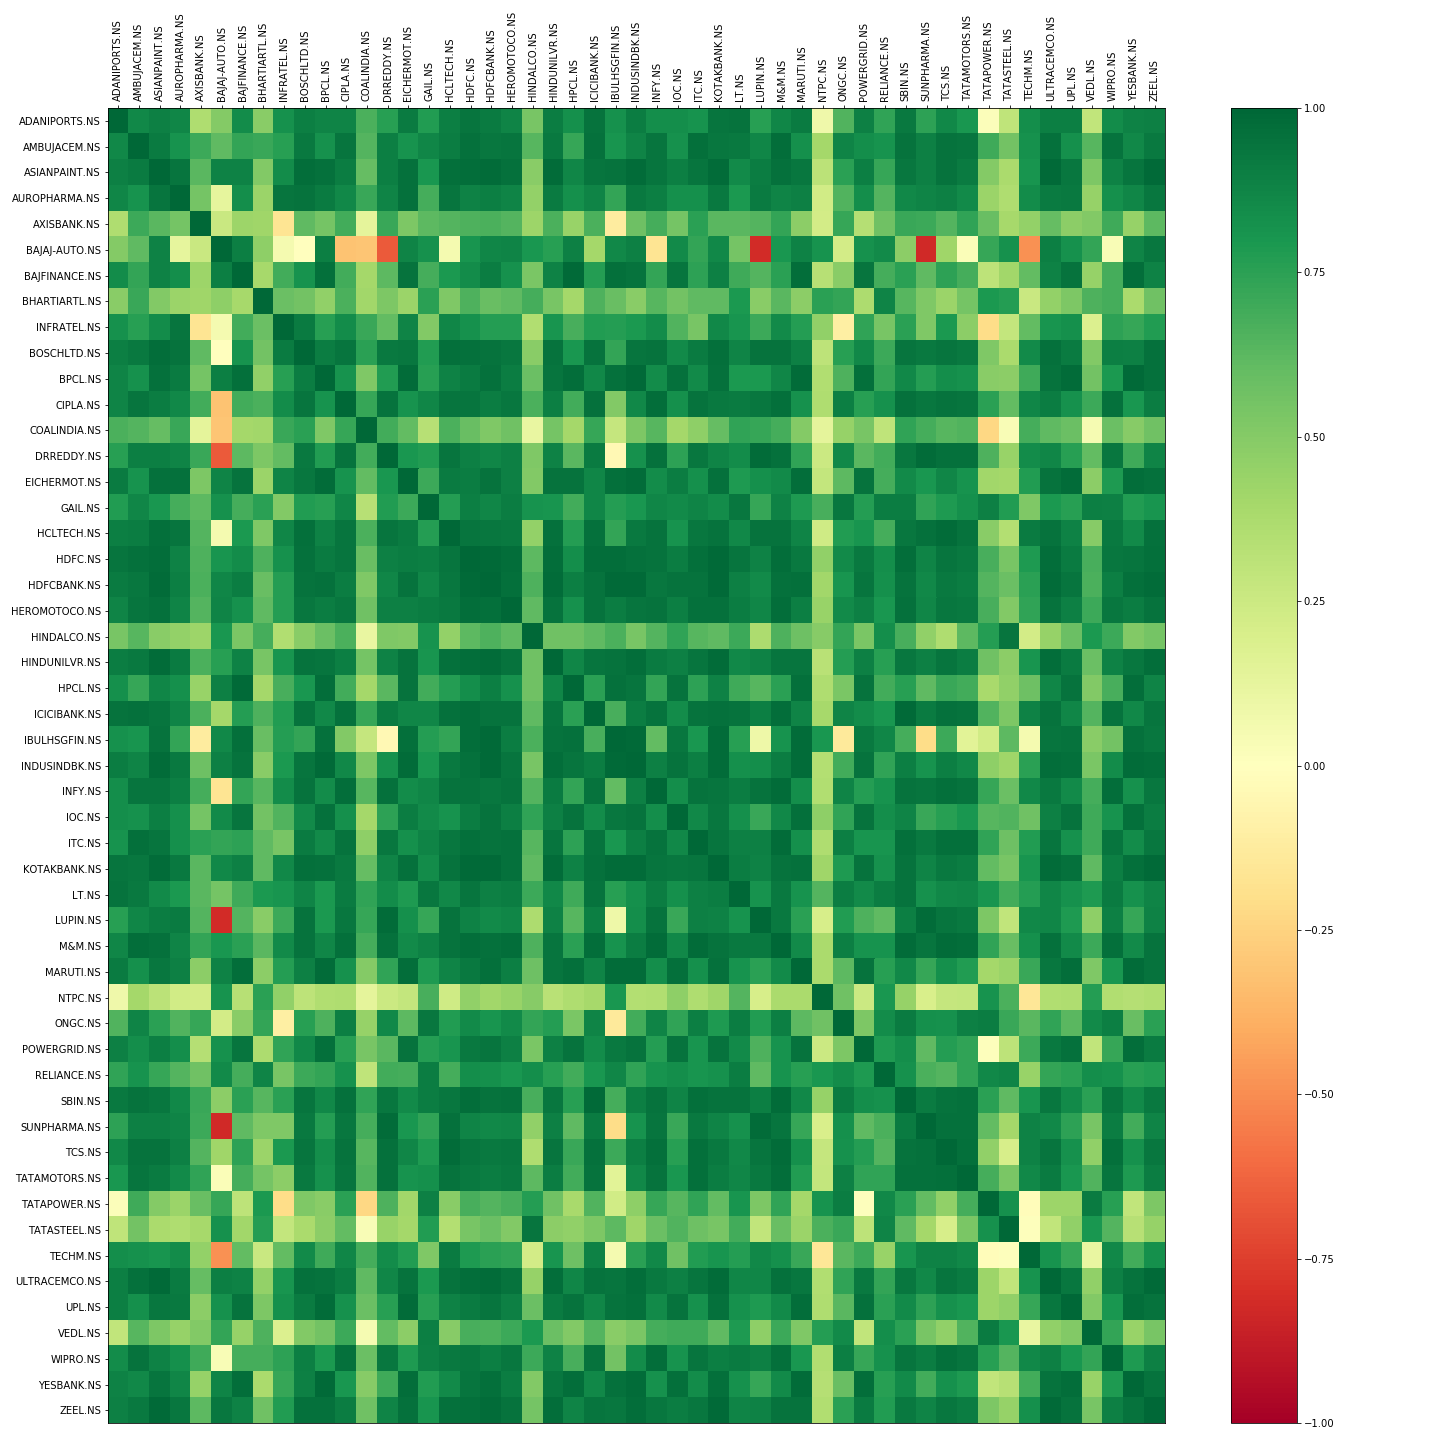 ADANIPORTS.NS
AMBUJACEM.NS
ASIANPAINT.NS
AUROPHARMA.NS
AXISBANK.NS
BAJAJ-AUTO.NS
BAJFINANCE.NS
BHARTIARTL.NS
INFRATEL.NS
BOSCHLTD.NS
BPCL.NS
CIPLA.NS
COALINDIA.NS
DRREDDY.NS
EICHERMOT.NS
GAIL.NS
HCLTECH.NS
HDFC.NS
HDFCBANK.NS
HEROMOTOCO.NS
HINDALCO.NS
HINDUNILVR.NS
HPCL.NS
ICICIBANK.NS
IBULHSGFIN.NS
INDUSINDBK.NS
INFY.NS
IOC.NS
ITC.NS
KOTAKBANK.NS
LT.NS
LUPIN.NS
M&M.NS
MARUTI.NS
NTPC.NS
ONGC.NS
POWERGRID.NS
RELIANCE.NS
SBIN.NS
SUNPHARMA.NS
TCS.NS
TATAMOTORS.NS
TATAPOWER.NS
TATASTEEL.NS
TECHM.NS
ULTRACEMCO.NS
UPL.NS
VEDL.NS
WIPRO.NS
YESBANK.NS
ZEEL.NS
ADANIPORTS.NS
AMBUJACEM.NS
ASIANPAINT.NS
AUROPHARMA.NS
AXISBANK.NS
BAJAJ-AUTO.NS
BAJFINANCE.NS
BHARTIARTL.NS
INFRATEL.NS
BOSCHLTD.NS
BPCL.NS
CIPLA.NS
COALINDIA.NS
DRREDDY.NS
EICHERMOT.NS
GAIL.NS
HCLTECH.NS
HDFC.NS
HDFCBANK.NS
HEROMOTOCO.NS
HINDALCO.NS
HINDUNILVR.NS
HPCL.NS
ICICIBANK.NS
IBULHSGFIN.NS
INDUSINDBK.NS
INFY.NS
IOC.NS
ITC.NS
KOTAKBANK.NS
LT.NS
LUPIN.NS
M&M.NS
MARUTI.NS
NTPC.NS
ONGC.NS
POWERGRID.NS
RELIANCE.NS
SBIN.NS
SUNPHARMA.NS
TCS.NS
TATAMOTORS.NS
TATAPOWER.NS
TATASTEEL.NS
TECHM.NS
ULTRACEMCO.NS
UPL.NS
VEDL.NS
WIPRO.NS
YESBANK.NS
ZEEL.NS
1.00
0.75
0.50
0.25
0.00
−0.25
−0.50
−0.75
−1.00